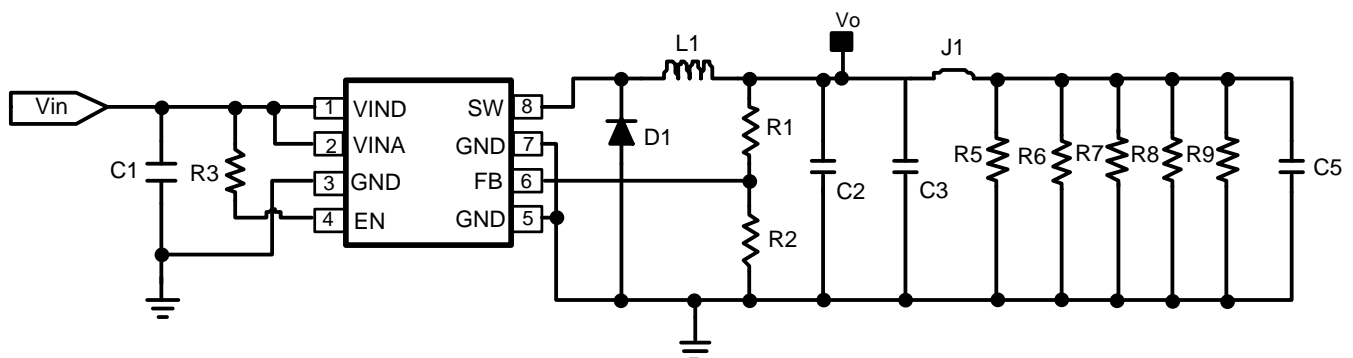 Vo
L1
J1
Vin
1 VIND SW 8
2 VINA GND 7
3 GND FB 6
4 EN GND 5
C1
R3
D1
R1
R2
C2
C3
R5
R6
R7
R8
R9
C5